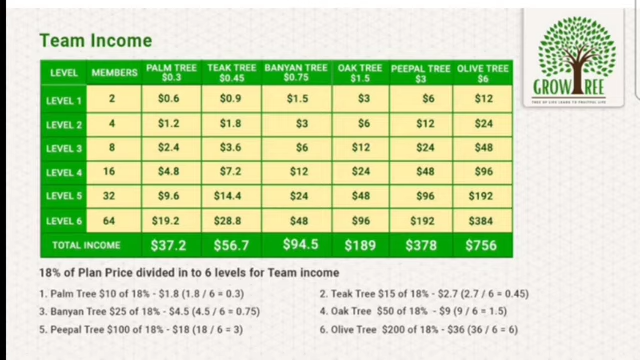 Team Income
GROW TREE
TREE OF LIFE LEADS TO FRUITFUL LIFE
LEVEL MEMBERS PALM TREE $0.3 TEAK TREE $0.45 BANYAN TREE $0.75 OAK TREE $1.5 PEEPAL TREE $3 OLIVE TREE $6
LEVEL 1 2 $0.6 $0.9 $1.5 $3 $6 $12
LEVEL 2 4 $1.2 $1.8 $3 $6 $12 $24
LEVEL 3 8 $2.4 $3.6 $6 $12 $24 $48
LEVEL 4 16 $4.8 $7.2 $12 $24 $48 $96
LEVEL 5 32 $9.6 $14.4 $24 $48 $96 $192
LEVEL 6 64 $19.2 $28.8 $48 $96 $192 $384
TOTAL INCOME $37.2 $56.7 $94.5 $189 $378 $756
18% of Plan Price divided in to 6 levels for Team income
1. Palm Tree $10 of 18% - $1.8 (1.8 / 6 = 0.3)
2. Teak Tree $15 of 18% - $2.7 (2.7 / 6 = 0.45)
3. Banyan Tree $25 of 18% - $4.5 (4.5 / 6 = 0.75)
4. Oak Tree $50 of 18% - $9 (9 / 6 = 1.5)
5. Peepal Tree $100 of 18% - $18 (18 / 6 = 3)
6. Olive Tree $200 of 18% - $36 (36 / 6 = 6)